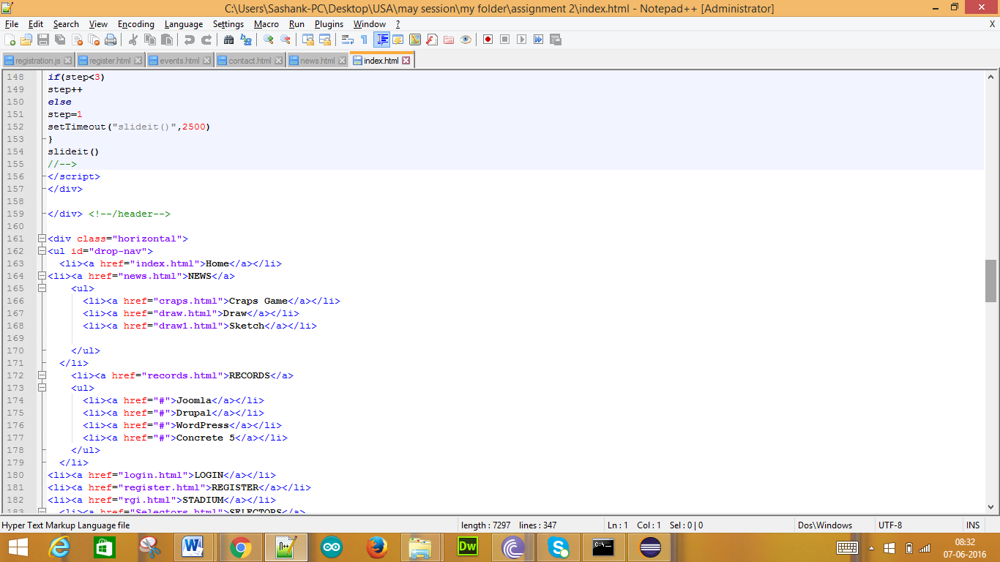 C:\Users\Sashank-PC\Desktop\USA\may session\my folder\assignment 2\index.html - Notepad++ [Administrator]
File Edit Search View Encoding Language Settings Macro Run Plugins Window ? X
registration.js register.html events.html contact.html news.html index.html
148 if(step<3)
149 step++
150 else
151 step=1
152 setTimeout("slideit()",2500)
153 }
154 slideit()
155 //-->
156 </script>
157 </div>
158
159 </div> <!--/header-->
160
161 <div class="horizontal">
162 <ul id="drop-nav">
163 <li><a href="index.html">Home</a></li>
164 <li><a href="news.html">NEWS</a>
165 <ul>
166 <li><a href="craps.html">Craps Game</a></li>
167 <li><a href="draw.html">Draw</a></li>
168 <li><a href="draw1.html">Sketch</a></li>
169
170 </ul>
171 </li>
172 <li><a href="records.html">RECORDS</a>
173 <ul>
174 <li><a href="#">Joomla</a></li>
175 <li><a href="#">Drupal</a></li>
176 <li><a href="#">WordPress</a></li>
177 <li><a href="#">Concrete 5</a></li>
178 </ul>
179 </li>
180 <li><a href="login.html">LOGIN</a></li>
181 <li><a href="register.html">REGISTER</a></li>
182 <li><a href="rgi.html">STADIUM</a></li>
183 <li><a href="Selectors.html">SELECTORS</a>
Hyper Text Markup Language file length : 7297 lines : 347 Ln : 1 Col : 1 Sel : 0 | 0 Dos\Windows UTF-8 INS
08:32
07-06-2016